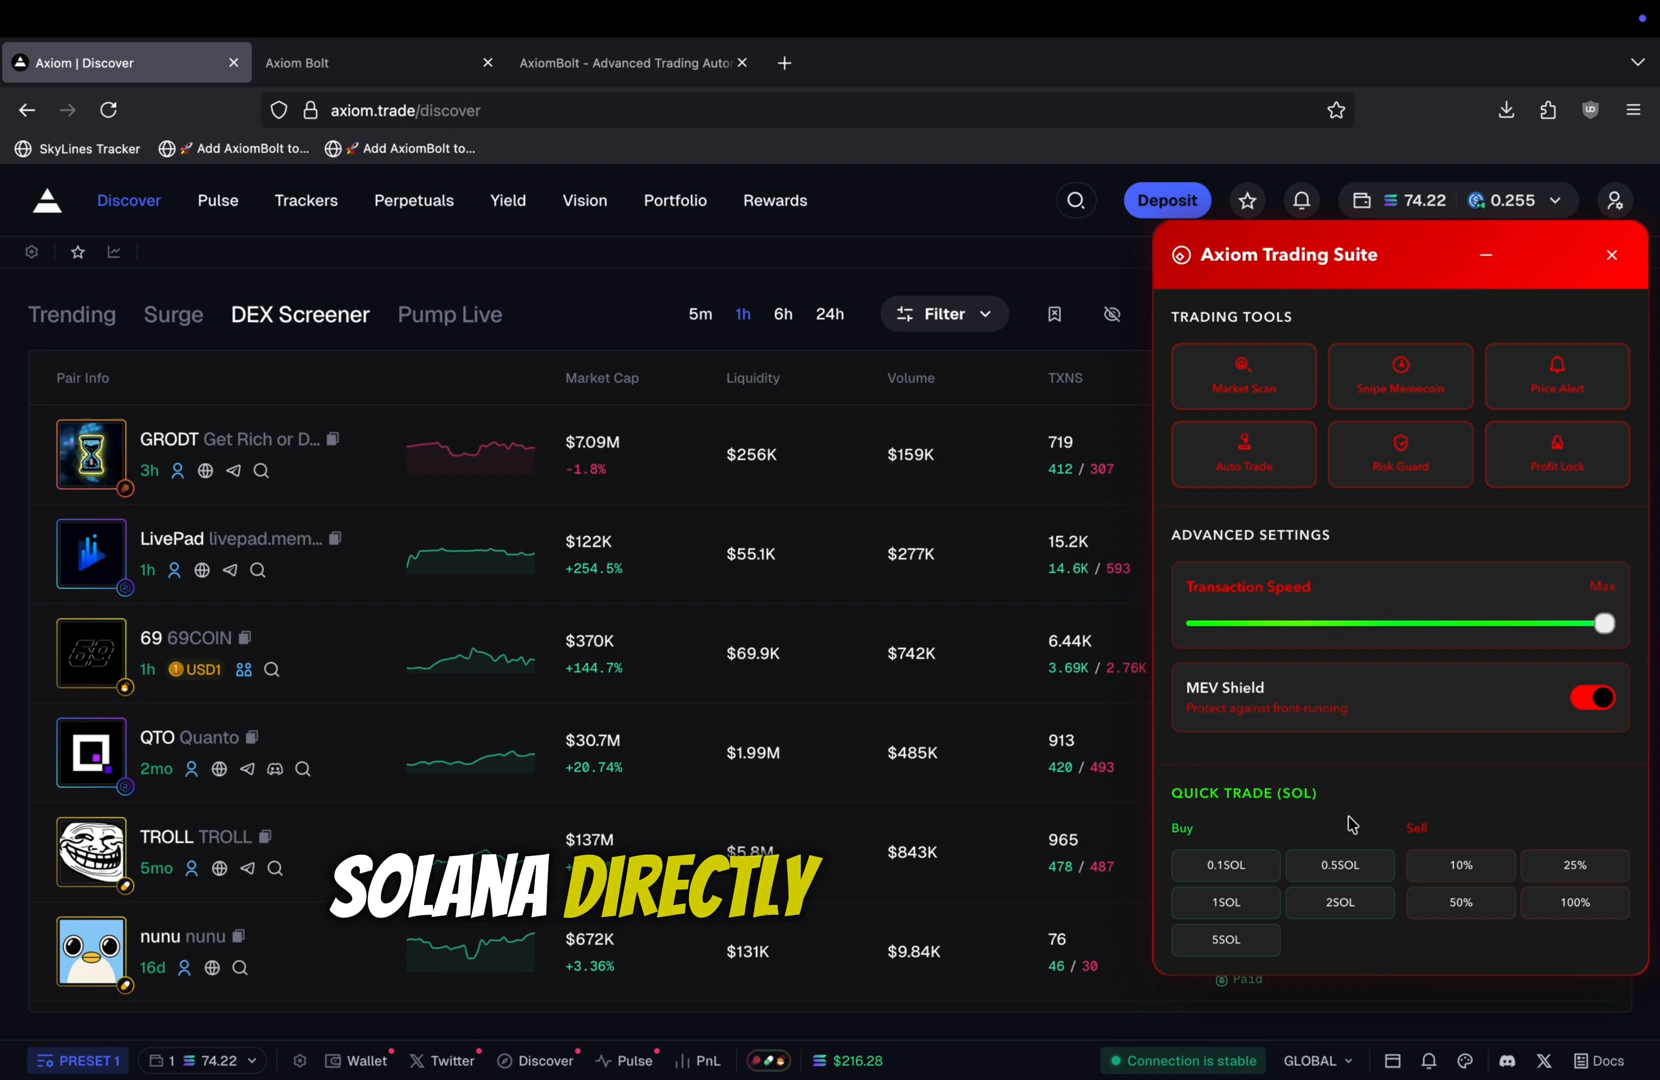 Axiom | Discover
Axiom Bolt
AxiomBolt - Advanced Trading Auto
axiom.trade/discover
SkyLines Tracker
🚀 Add AxiomBolt to...
🚀 Add AxiomBolt to...
Discover
Pulse
Trackers
Perpetuals
Yield
Vision
Portfolio
Rewards
Deposit
74.22
0.255
Axiom Trading Suite
Trending
Surge
DEX Screener
Pump Live
5m
1h
6h
24h
Filter
TRADING TOOLS
Market Scan
Snipe Memecoin
Price Alert
Auto Trade
Risk Guard
Profit Lock
Pair Info
Market Cap
Liquidity
Volume
TXNS
GRODT Get Rich or D...
3h
$7.09M
-1.8%
$256K
$159K
719
412 / 307
LivePad livepad.mem...
1h
$122K
+254.5%
$55.1K
$277K
15.2K
14.6K / 593
69 69COIN
1h
USD1
$370K
+144.7%
$69.9K
$742K
6.44K
3.69K / 2.76K
QTO Quanto
2mo
$30.7M
+20.74%
$1.99M
$485K
913
420 / 493
TROLL TROLL
5mo
$137M
$5.8M
$843K
965
478 / 487
SOLANA DIRECTLY
nunu nunu
16d
$672K
+3.36%
$131K
$9.84K
76
46 / 30
ADVANCED SETTINGS
Transaction Speed
Max
MEV Shield
Protect against front-running
QUICK TRADE (SOL)
Buy
Sell
0.1SOL
0.5SOL
10%
25%
1SOL
2SOL
50%
100%
5SOL
Paid
PRESET 1
1
74.22
Wallet
Twitter
Discover
Pulse
PnL
$216.28
Connection is stable
GLOBAL
Docs